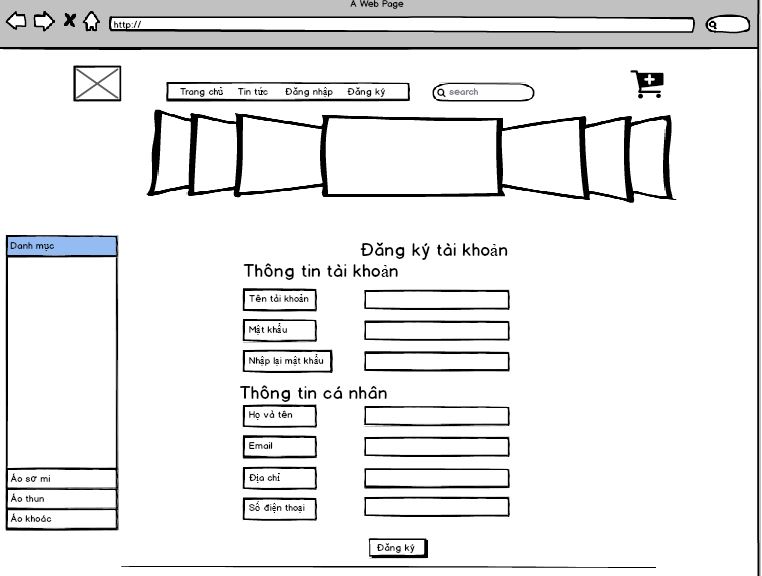 A Web Page
http://
Trang chủ Tin tức Đăng nhập Đăng ký
search
Danh mục
Áo sơ mi
Áo thun
Áo khoác
Đăng ký tài khoản
Thông tin tài khoản
Tên tài khoản
Mật khẩu
Nhập lại mật khẩu
Thông tin cá nhân
Họ và tên
Email
Địa chỉ
Số điện thoại
Đăng ký